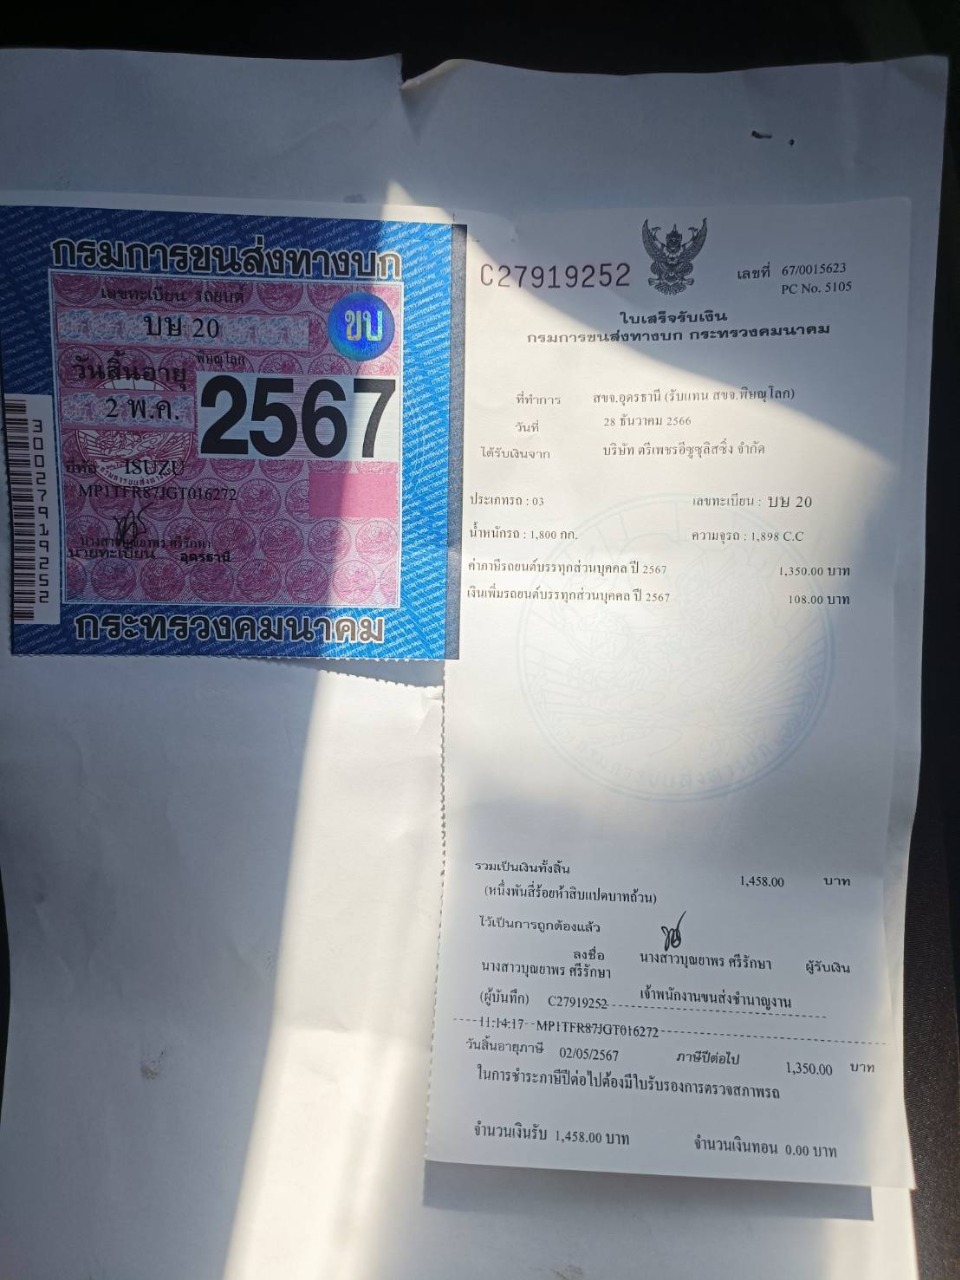 กรมการขนส่งทางบก
เลขทะเบียน รถยนต์
บษ 20
ขบ
พิษณุโลก
วันสิ้นอายุ
2 พ.ค. 2567
ยี่ห้อ ISUZU
MP1TFR87JGT016272
นางสาวบุณยาพร ศรีรักษา
นายทะเบียน อุดรธานี
กระทรวงคมนาคม
3002791925 2
C27919252
เลขที่ 67/0015623
PC No. 5105
ใบเสร็จรับเงิน
กรมการขนส่งทางบก กระทรวงคมนาคม
ที่ทำการ สขจ.อุดรธานี (รับแทน สขจ.พิษณุโลก)
วันที่ 28 ธันวาคม 2566
ได้รับเงินจาก บริษัท ตรีเพชรอีซูซุลิสซิ่ง จำกัด
ประเภทรถ : 03 เลขทะเบียน : บษ 20
น้ำหนักรถ : 1,800 กก. ความจุรถ : 1,898 C.C
ค่าภาษีรถยนต์บรรทุกส่วนบุคคล ปี 2567 1,350.00 บาท
เงินเพิ่มรถยนต์บรรทุกส่วนบุคคล ปี 2567 108.00 บาท
รวมเป็นเงินทั้งสิ้น 1,458.00 บาท
(หนึ่งพันสี่ร้อยห้าสิบแปดบาทถ้วน)
ไว้เป็นการถูกต้องแล้ว
ลงชื่อ นางสาวบุณยาพร ศรีรักษา ผู้รับเงิน
นางสาวบุณยาพร ศรีรักษา
(ผู้บันทึก) C27919252 เจ้าพนักงานขนส่งชำนาญงาน
11:14:17 MP1TFR87JGT016272
วันสิ้นอายุภาษี 02/05/2567 ภาษีปีต่อไป 1,350.00 บาท
ในการชำระภาษีปีต่อไปต้องมีใบรับรองการตรวจสภาพรถ
จำนวนเงินรับ 1,458.00 บาท จำนวนเงินทอน 0.00 บาท